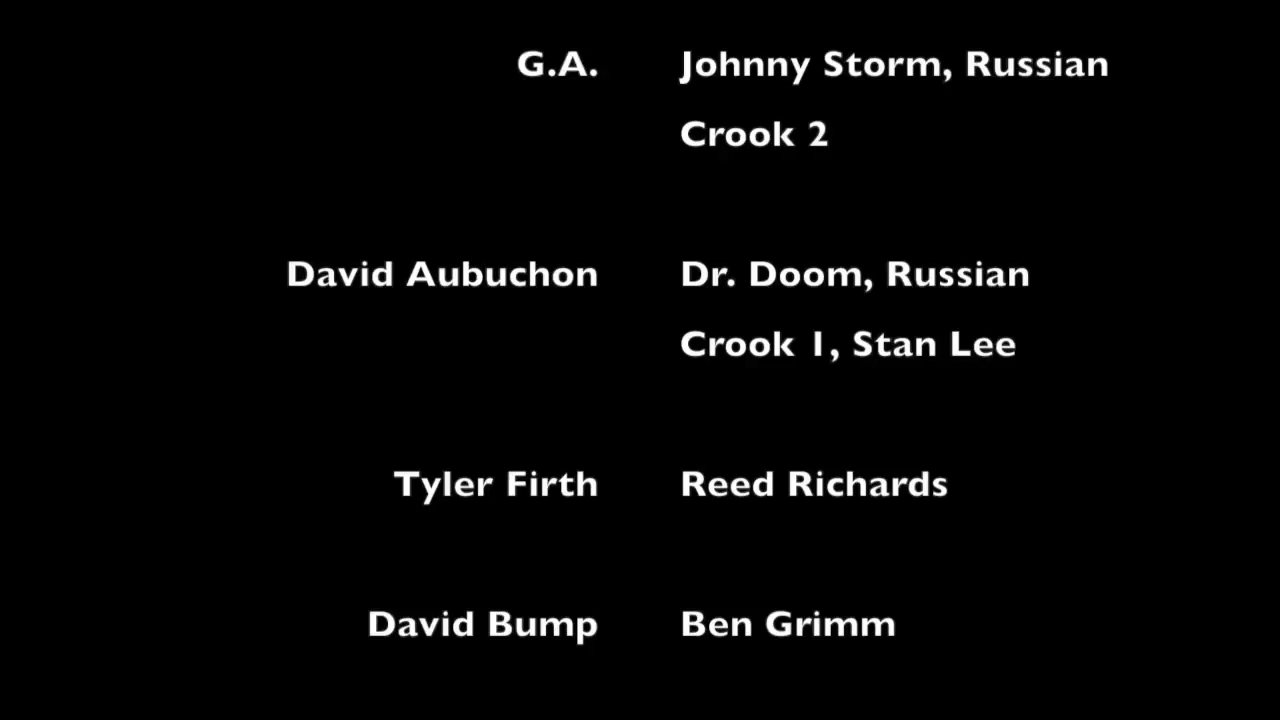 G.A. Johnny Storm, Russian
Crook 2
David Aubuchon Dr. Doom, Russian
Crook 1, Stan Lee
Tyler Firth Reed Richards
David Bump Ben Grimm